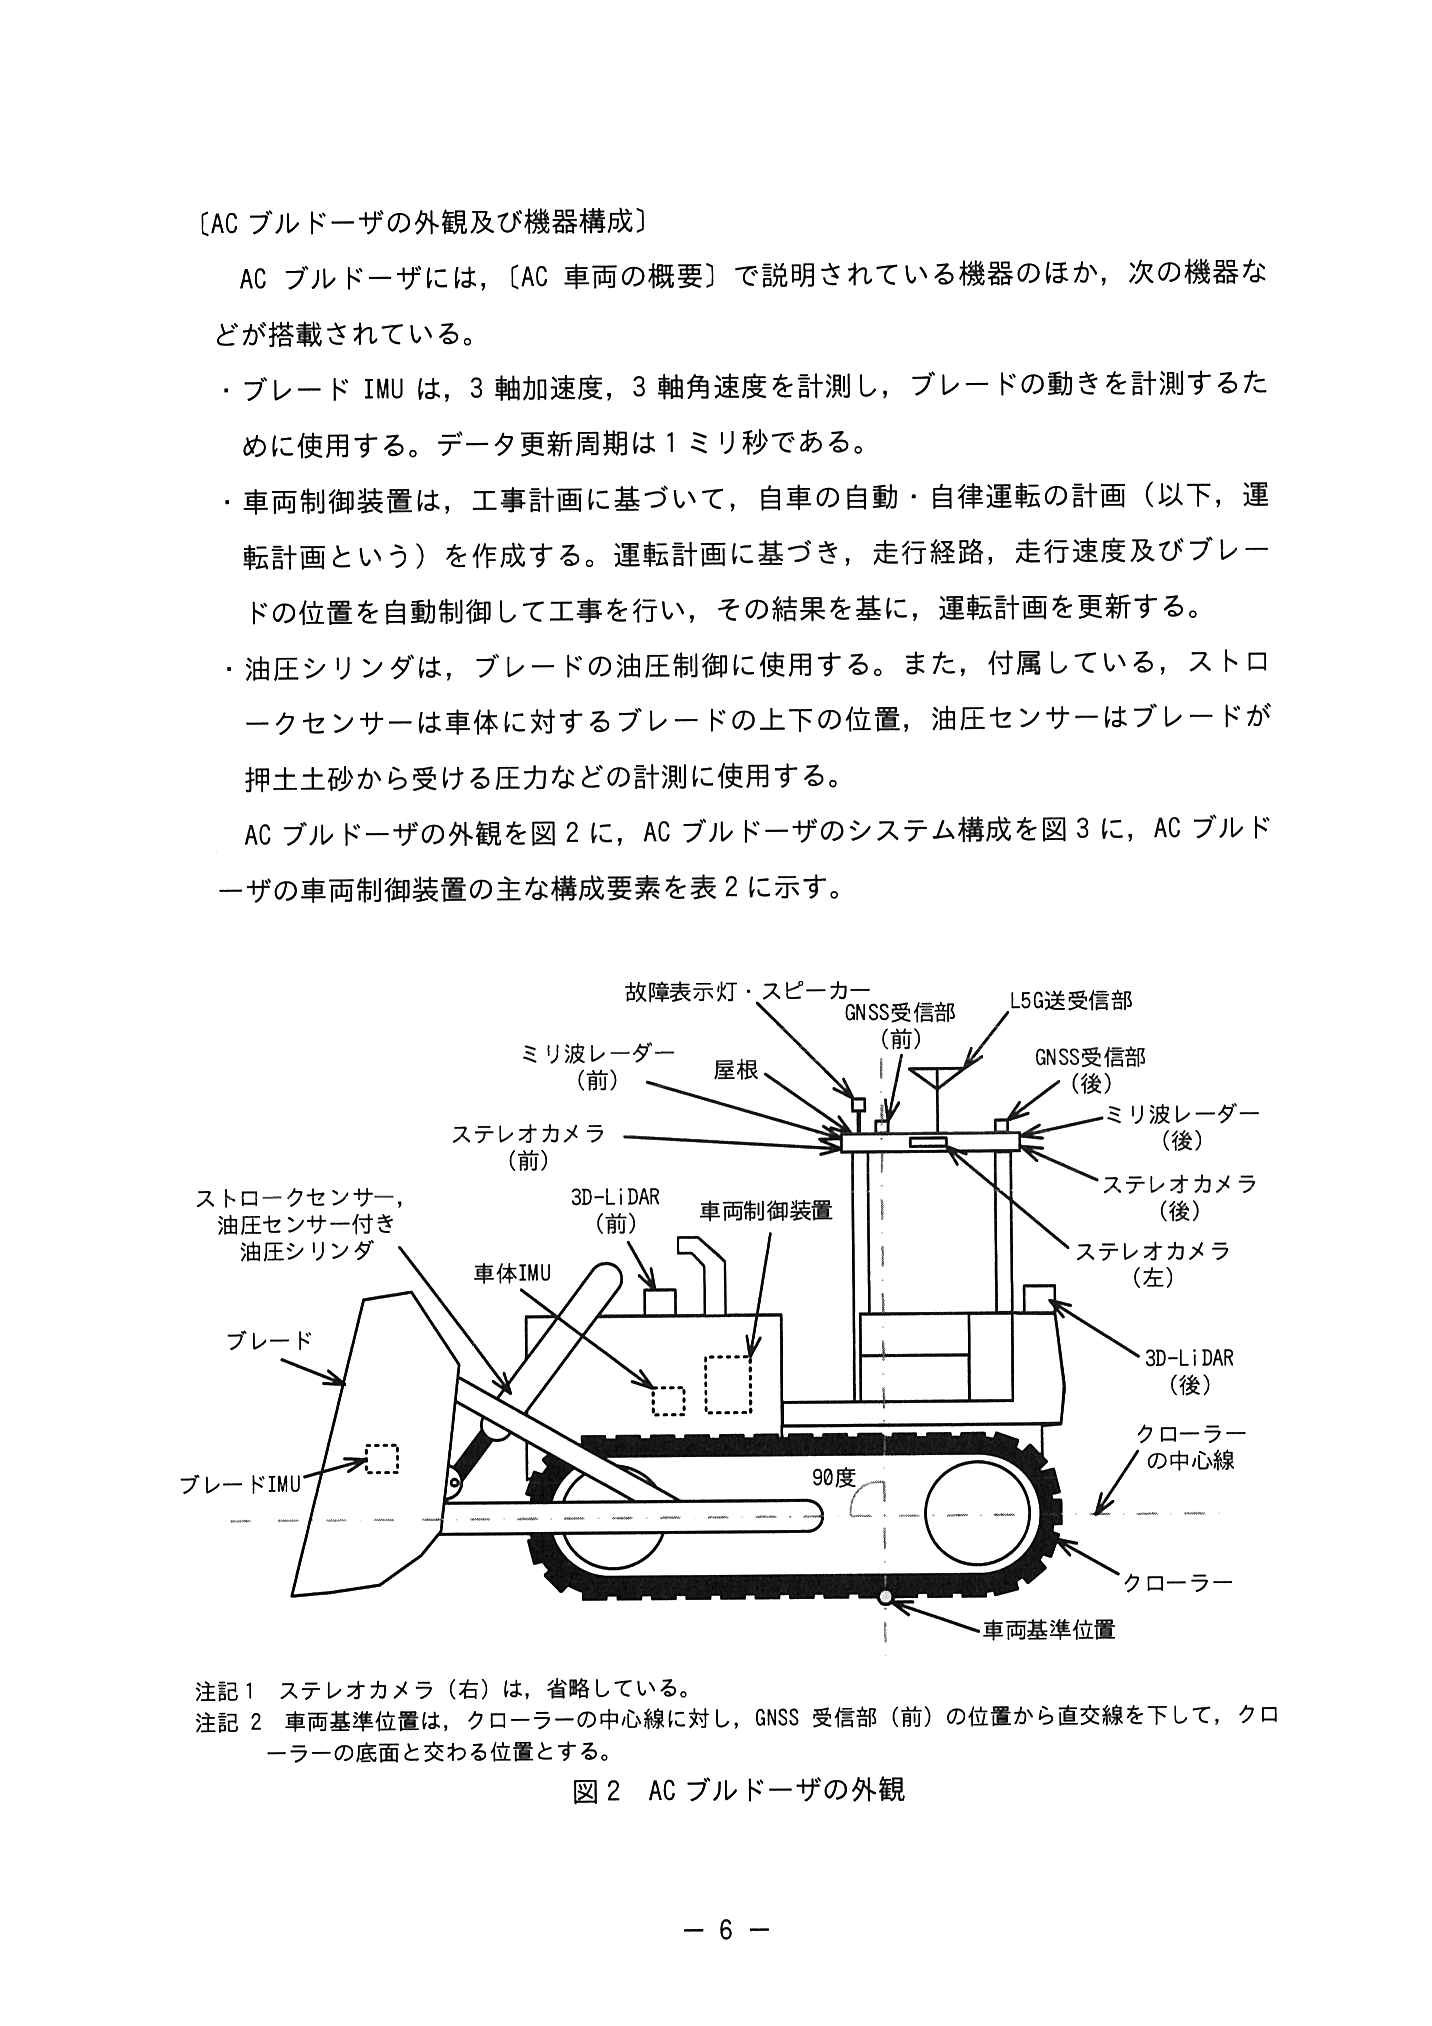 〔AC ブルドーザの外観及び機器構成〕
AC ブルドーザには，〔AC 車両の概要〕で説明されている機器のほか，次の機器な
どが搭載されている。
・ブレード IMU は，3 軸加速度，3 軸角速度を計測し，ブレードの動きを計測するた
めに使用する。データ更新周期は 1 ミリ秒である。
・車両制御装置は，工事計画に基づいて，自車の自動・自律運転の計画（以下，運
転計画という）を作成する。運転計画に基づき，走行経路，走行速度及びブレー
ドの位置を自動制御して工事を行い，その結果を基に，運転計画を更新する。
・油圧シリンダは，ブレードの油圧制御に使用する。また，付属している，ストロ
ークセンサーは車体に対するブレードの上下の位置，油圧センサーはブレードが
押土土砂から受ける圧力などの計測に使用する。
AC ブルドーザの外観を図 2 に，AC ブルドーザのシステム構成を図 3 に，AC ブルド
ーザの車両制御装置の主な構成要素を表 2 に示す。
故障表示灯・スピーカー
GNSS受信部
（前）
L5G送受信部
ミリ波レーダー
（前）
屋根
GNSS受信部
（後）
ミリ波レーダー
（後）
ステレオカメラ
（前）
ステレオカメラ
（後）
ストロークセンサー，
油圧センサー付き
油圧シリンダ
3D-LiDAR
（前）
車両制御装置
ステレオカメラ
（左）
車体IMU
ブレード
3D-LiDAR
（後）
クローラー
の中心線
ブレードIMU
90度
クローラー
車両基準位置
注記 1 ステレオカメラ（右）は，省略している。
注記 2 車両基準位置は，クローラーの中心線に対し，GNSS 受信部（前）の位置から直交線を下して，クロ
ーラーの底面と交わる位置とする。
図 2 AC ブルドーザの外観
－ 6 －